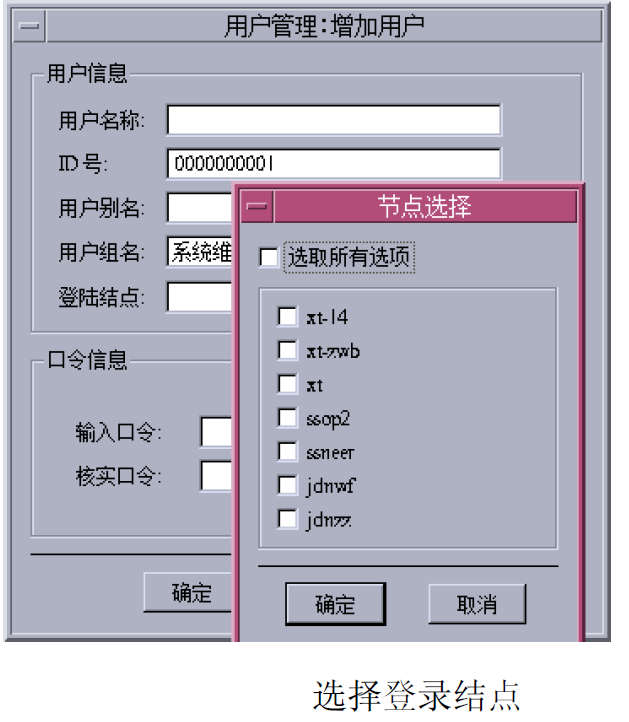 用户管理:增加用户
用户信息
用户名称:
ID号:
0000000001
用户别名:
用户组名:
系统维
登陆结点:
口令信息
输入口令:
核实口令:
确定
节点选择
选取所有选项
xt-14
xt-zwb
xt
ssop2
ssneer
jdnwf
jdnzz
确定
取消
选择登录结点